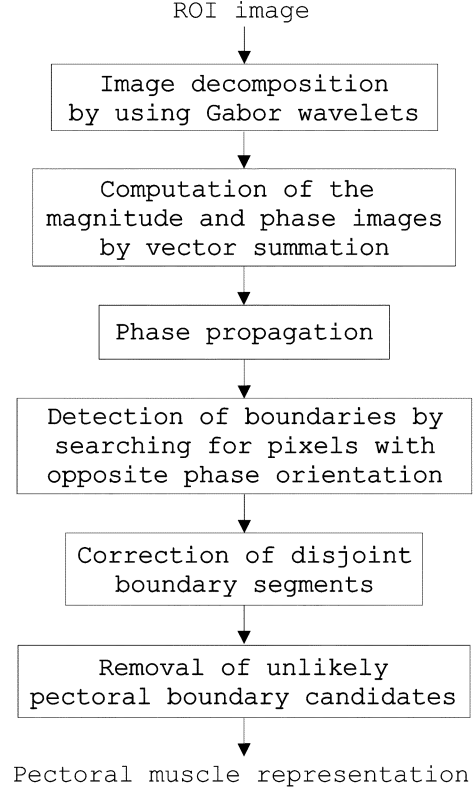 ROI image
Image decomposition
by using Gabor wavelets
Computation of the
magnitude and phase images
by vector summation
Phase propagation
Detection of boundaries by
searching for pixels with
opposite phase orientation
Correction of disjoint
boundary segments
Removal of unlikely
pectoral boundary candidates
Pectoral muscle representation